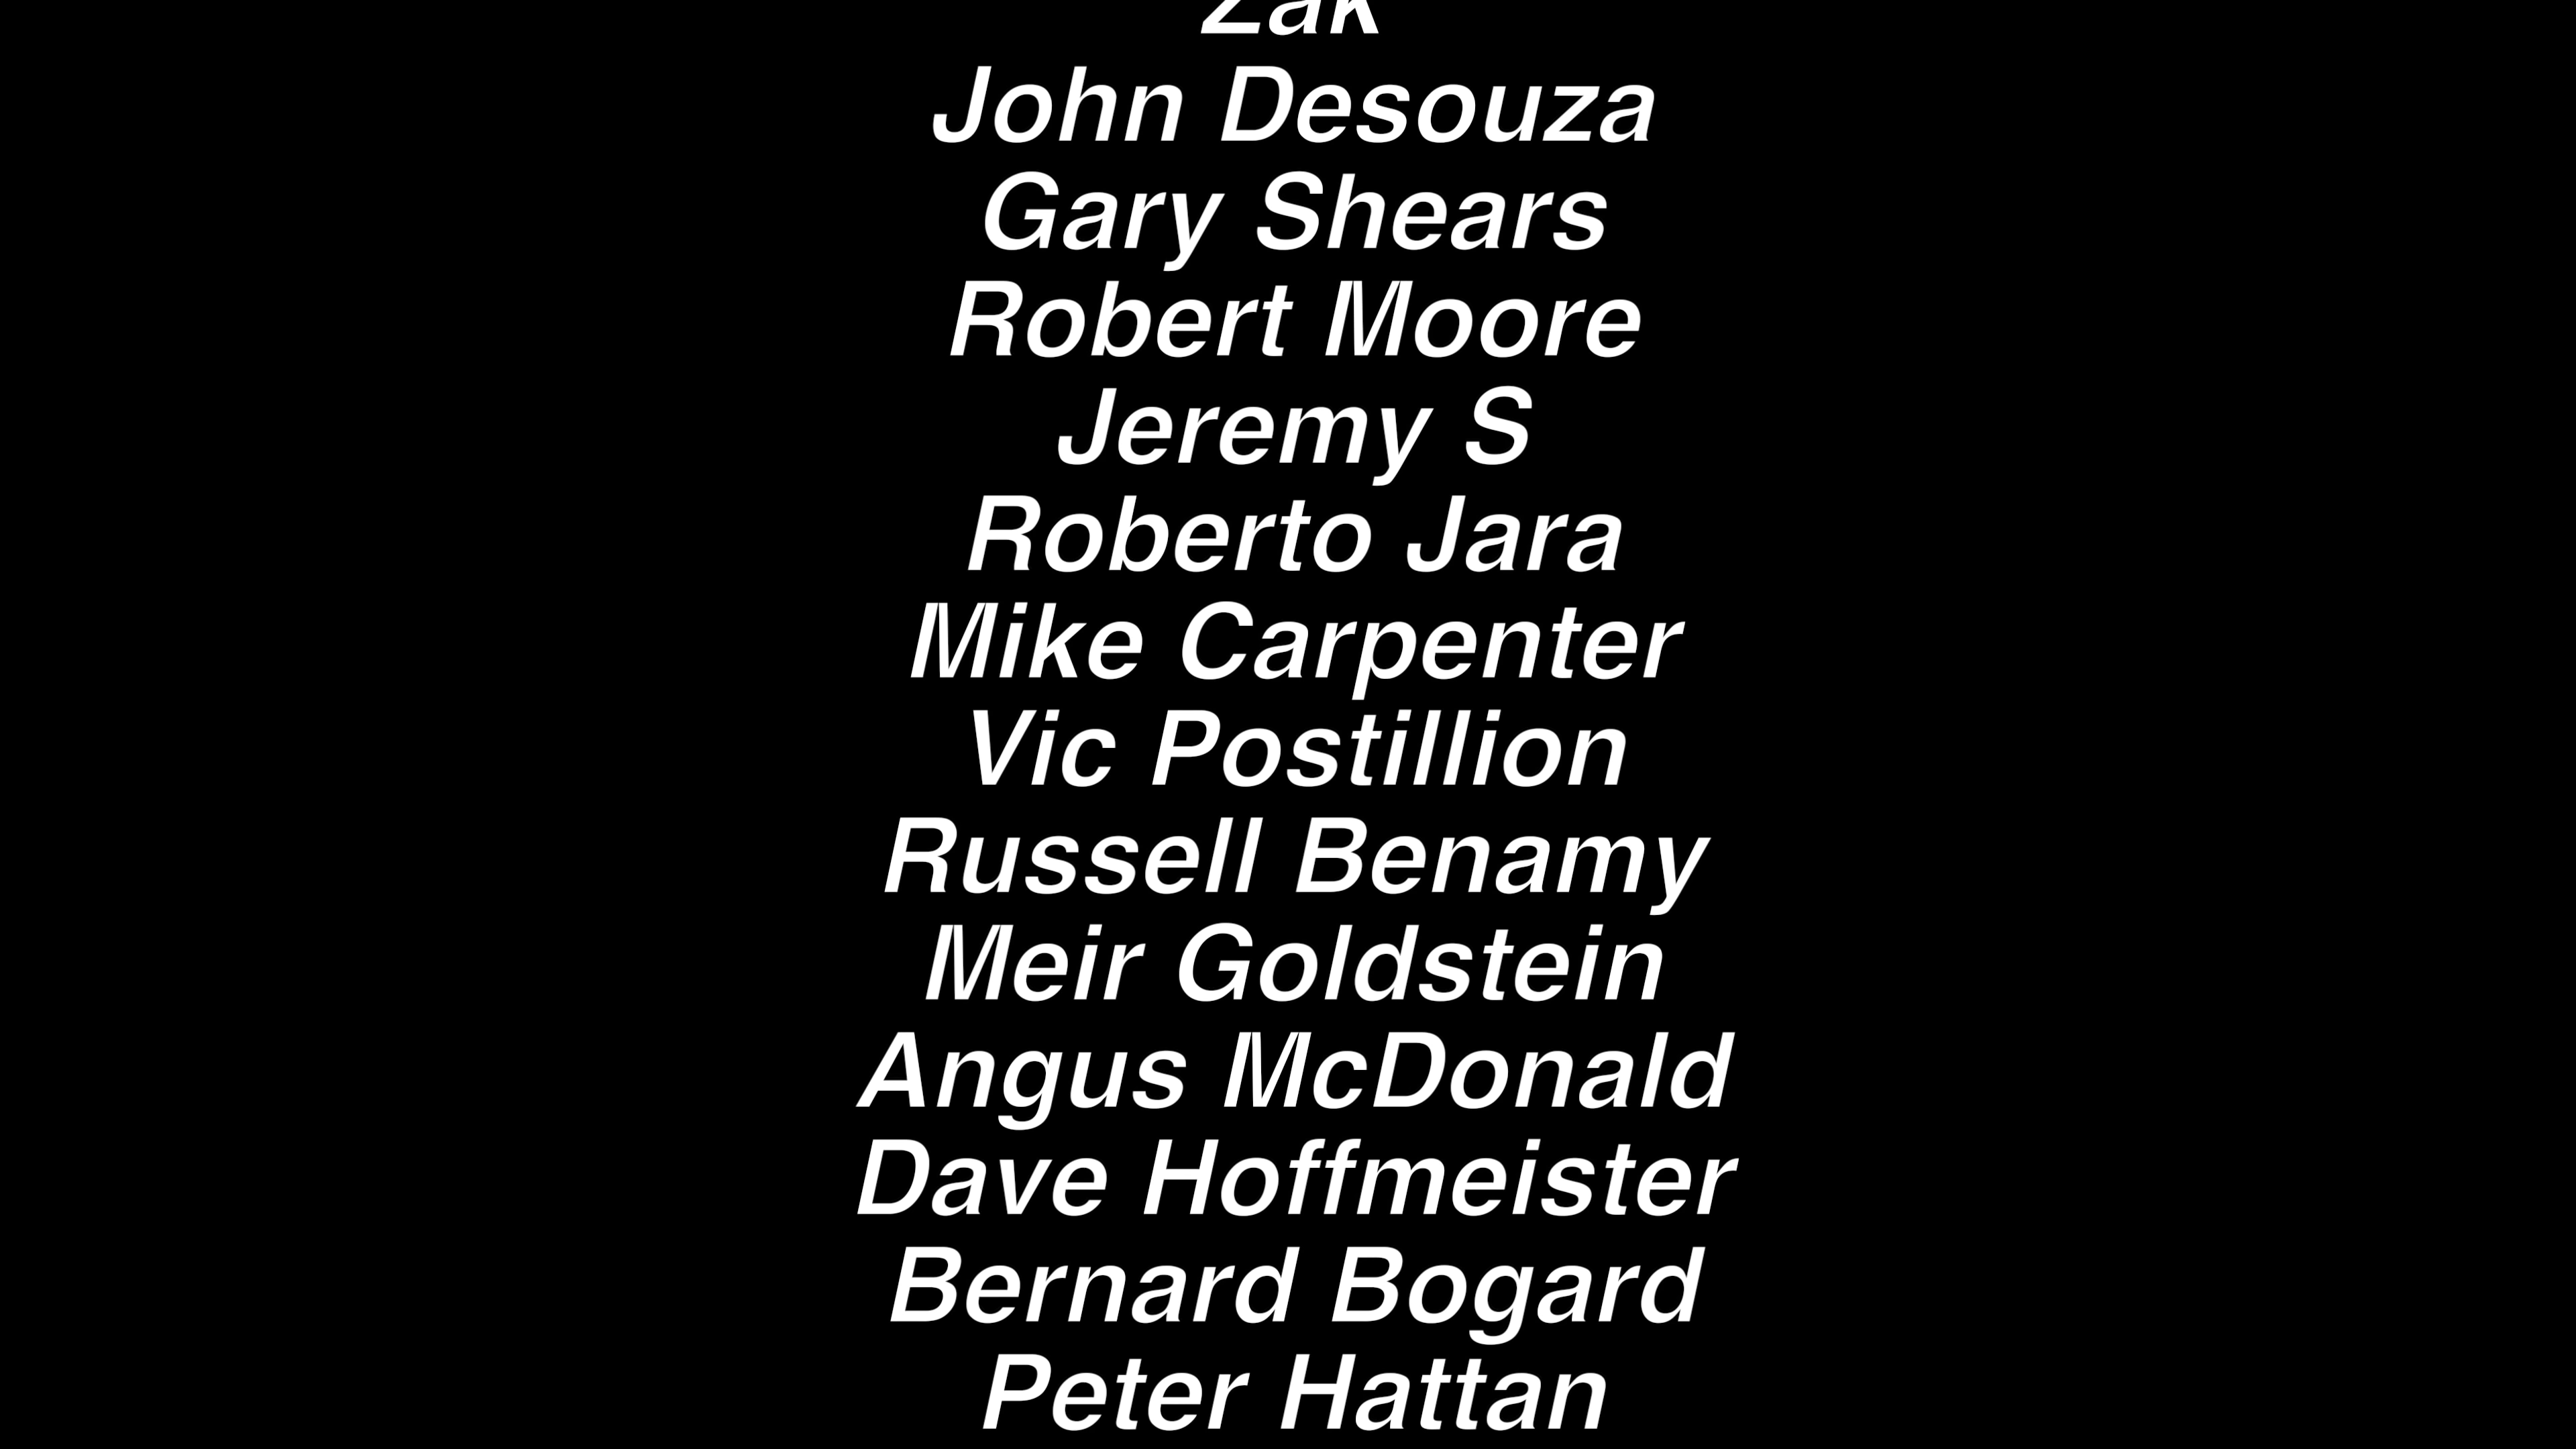 Zak
John Desouza
Gary Shears
Robert Moore
Jeremy S
Roberto Jara
Mike Carpenter
Vic Postillion
Russell Benamy
Meir Goldstein
Angus McDonald
Dave Hoffmeister
Bernard Bogard
Peter Hattan